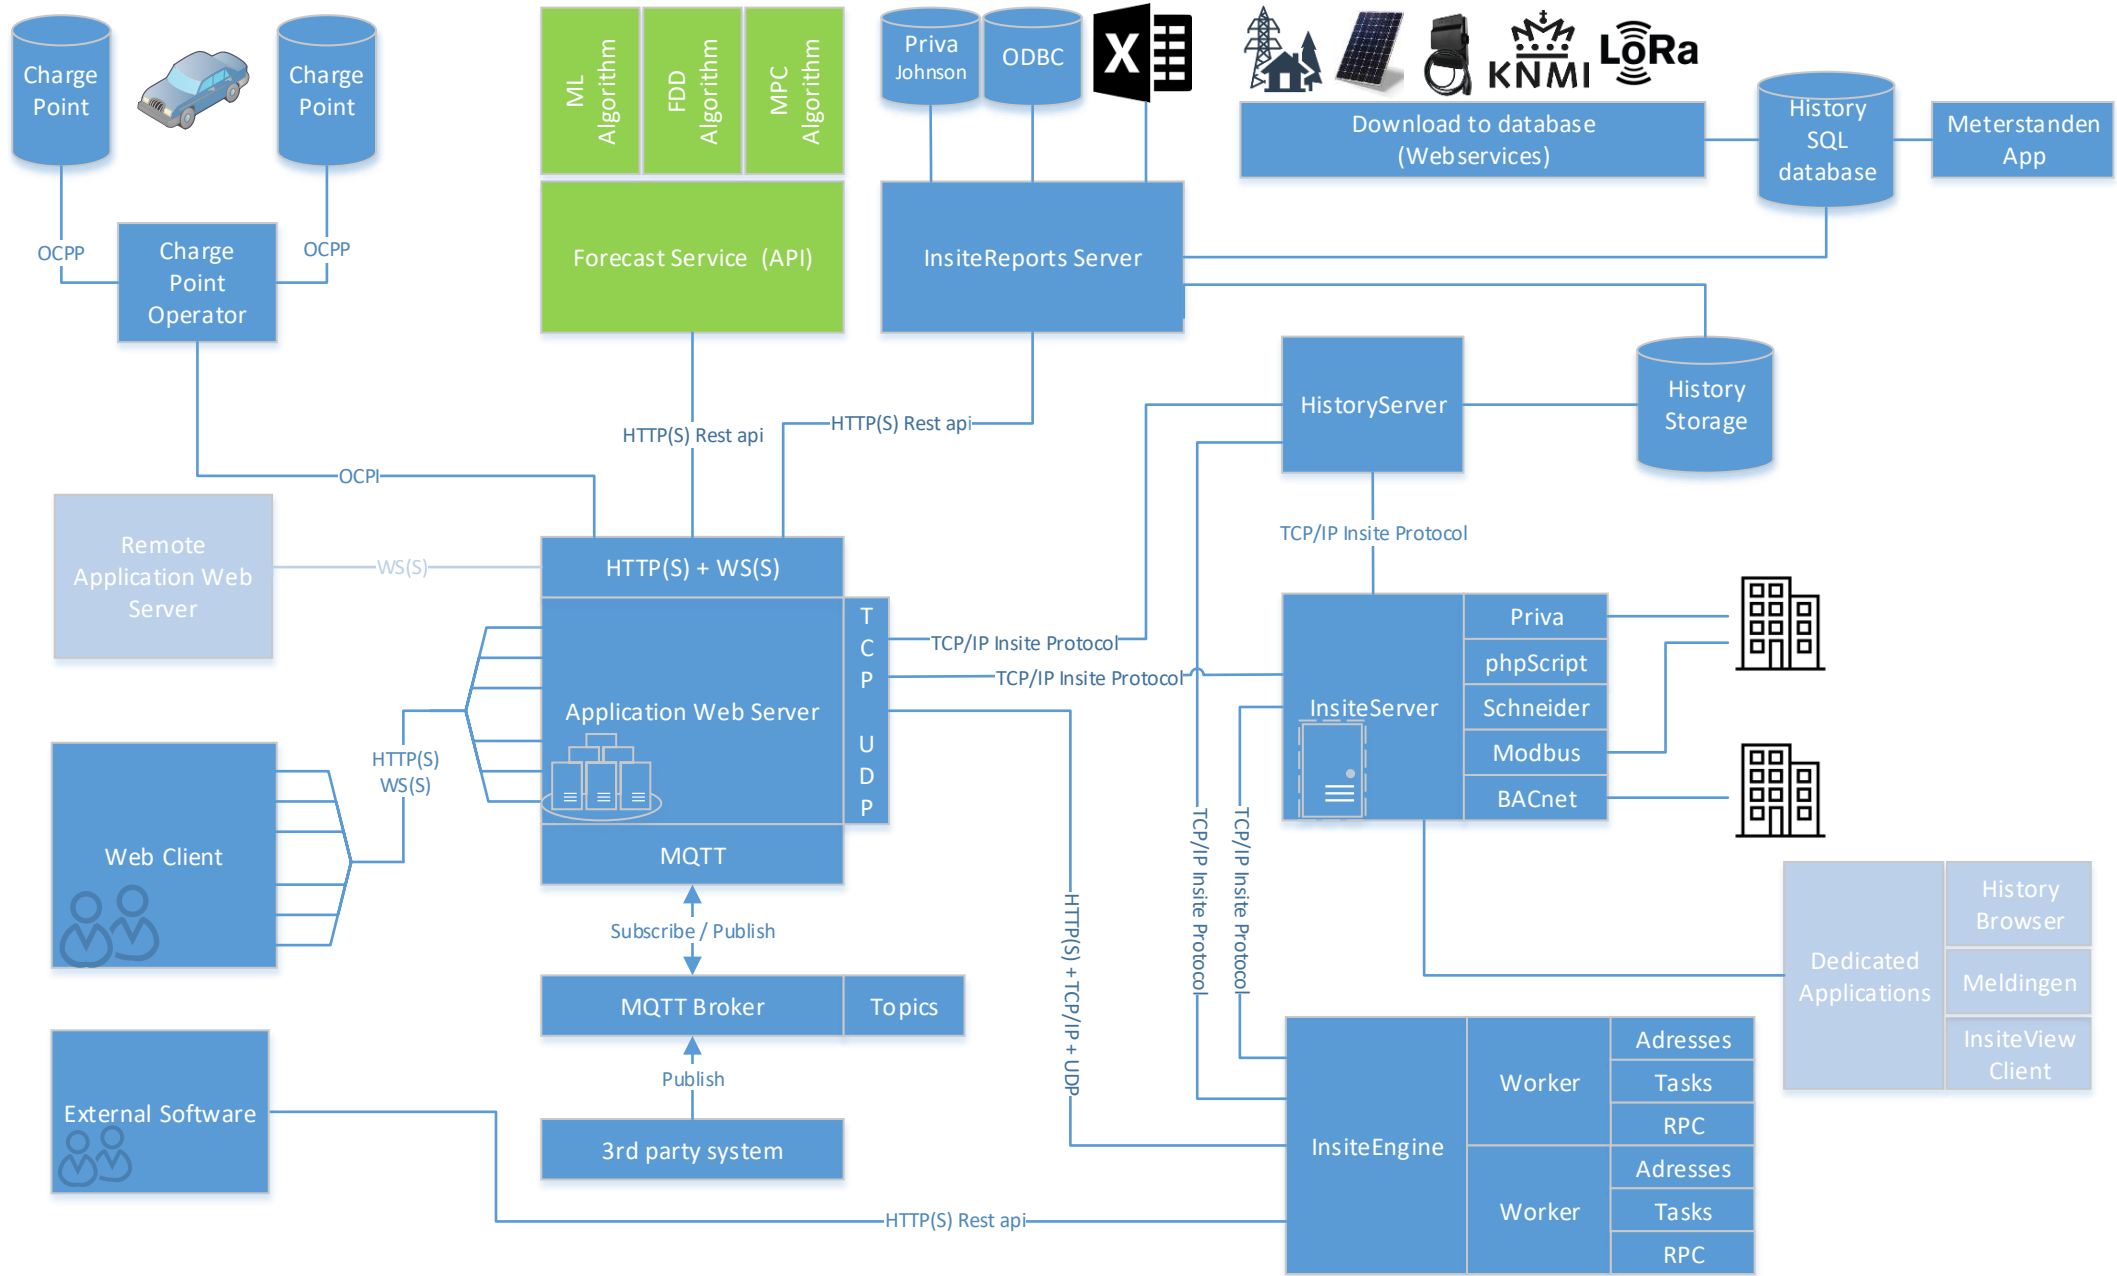 Charge
Point
Charge
Point
OCPP
OCPP
Charge
Point
Operator
OCPI
ML
Algorithm
FDD
Algorithm
MPC
Algorithm
Forecast Service (API)
HTTP(S) Rest api
Priva
Johnson
ODBC
X
InsiteReports Server
HTTP(S) Rest api
KNMI
LoRa
Download to database
(Webservices)
History
SQL
database
Meterstanden
App
HistoryServer
History
Storage
TCP/IP Insite Protocol
Remote
Application Web
Server
WS(S)
HTTP(S) + WS(S)
Application Web Server
TCP
UDP
MQTT
TCP/IP Insite Protocol
TCP/IP Insite Protocol
InsiteServer
Priva
phpScript
Schneider
Modbus
BACnet
Web Client
HTTP(S)
WS(S)
Subscribe / Publish
MQTT Broker
Topics
Publish
3rd party system
External Software
HTTP(S) Rest api
HTTP(S) + TCP/IP + UDP
TCP/IP Insite Protocol
TCP/IP Insite Protocol
Dedicated
Applications
History
Browser
Meldingen
InsiteView
Client
InsiteEngine
Worker
Adresses
Tasks
RPC
Worker
Adresses
Tasks
RPC